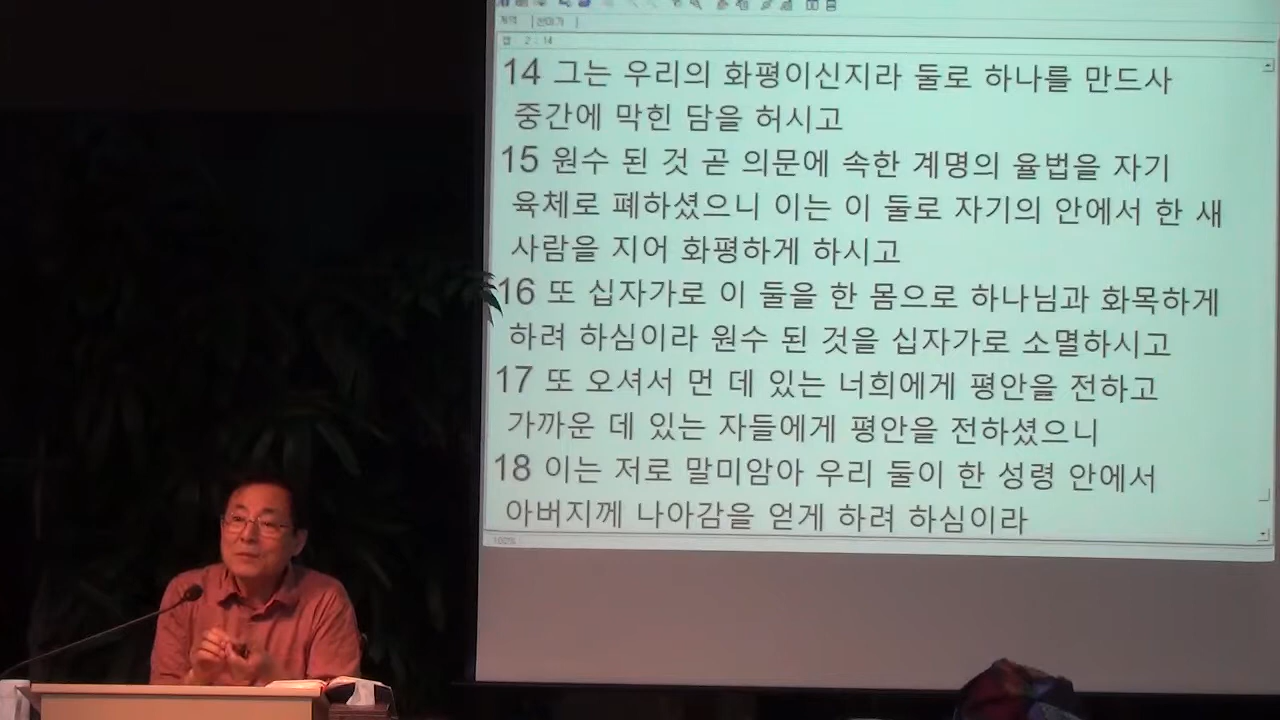 개역
엡 2 : 14
14 그는 우리의 화평이신지라 둘로 하나를 만드사
중간에 막힌 담을 허시고
15 원수 된 것 곧 의문에 속한 계명의 율법을 자기
육체로 폐하셨으니 이는 이 둘로 자기의 안에서 한 새
사람을 지어 화평하게 하시고
16 또 십자가로 이 둘을 한 몸으로 하나님과 화목하게
하려 하심이라 원수 된 것을 십자가로 소멸하시고
17 또 오셔서 먼 데 있는 너희에게 평안을 전하고
가까운 데 있는 자들에게 평안을 전하셨으니
18 이는 저로 말미암아 우리 둘이 한 성령 안에서
아버지께 나아감을 얻게 하려 하심이라
100%